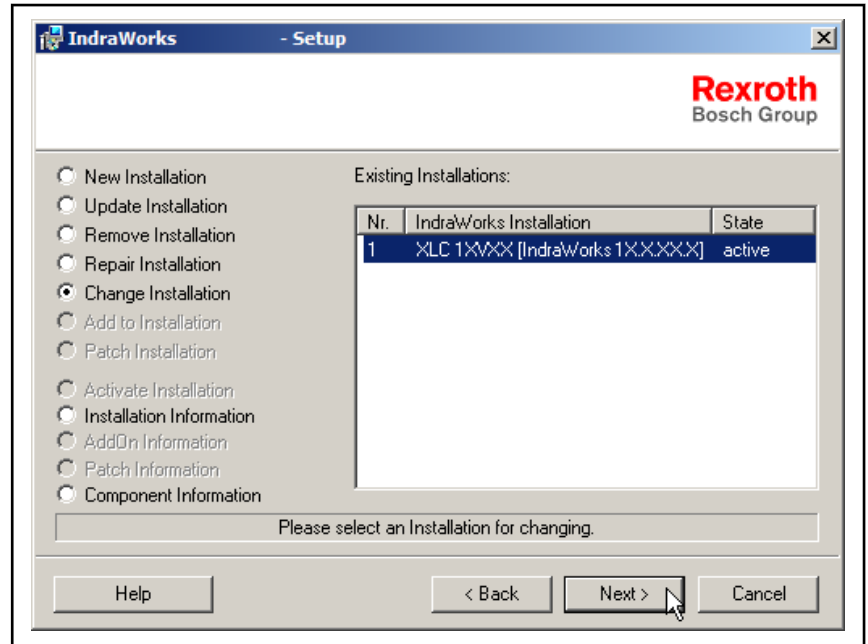 IndraWorks - Setup
Rexroth
Bosch Group
New Installation
Update Installation
Remove Installation
Repair Installation
Change Installation
Add to Installation
Patch Installation
Activate Installation
Installation Information
AddOn Information
Patch Information
Component Information
Existing Installations:
Nr. IndraWorks Installation State
1 XLC 1XVXX [IndraWorks 1X.X.XX.X] active
Please select an Installation for changing.
Help < Back Next > Cancel